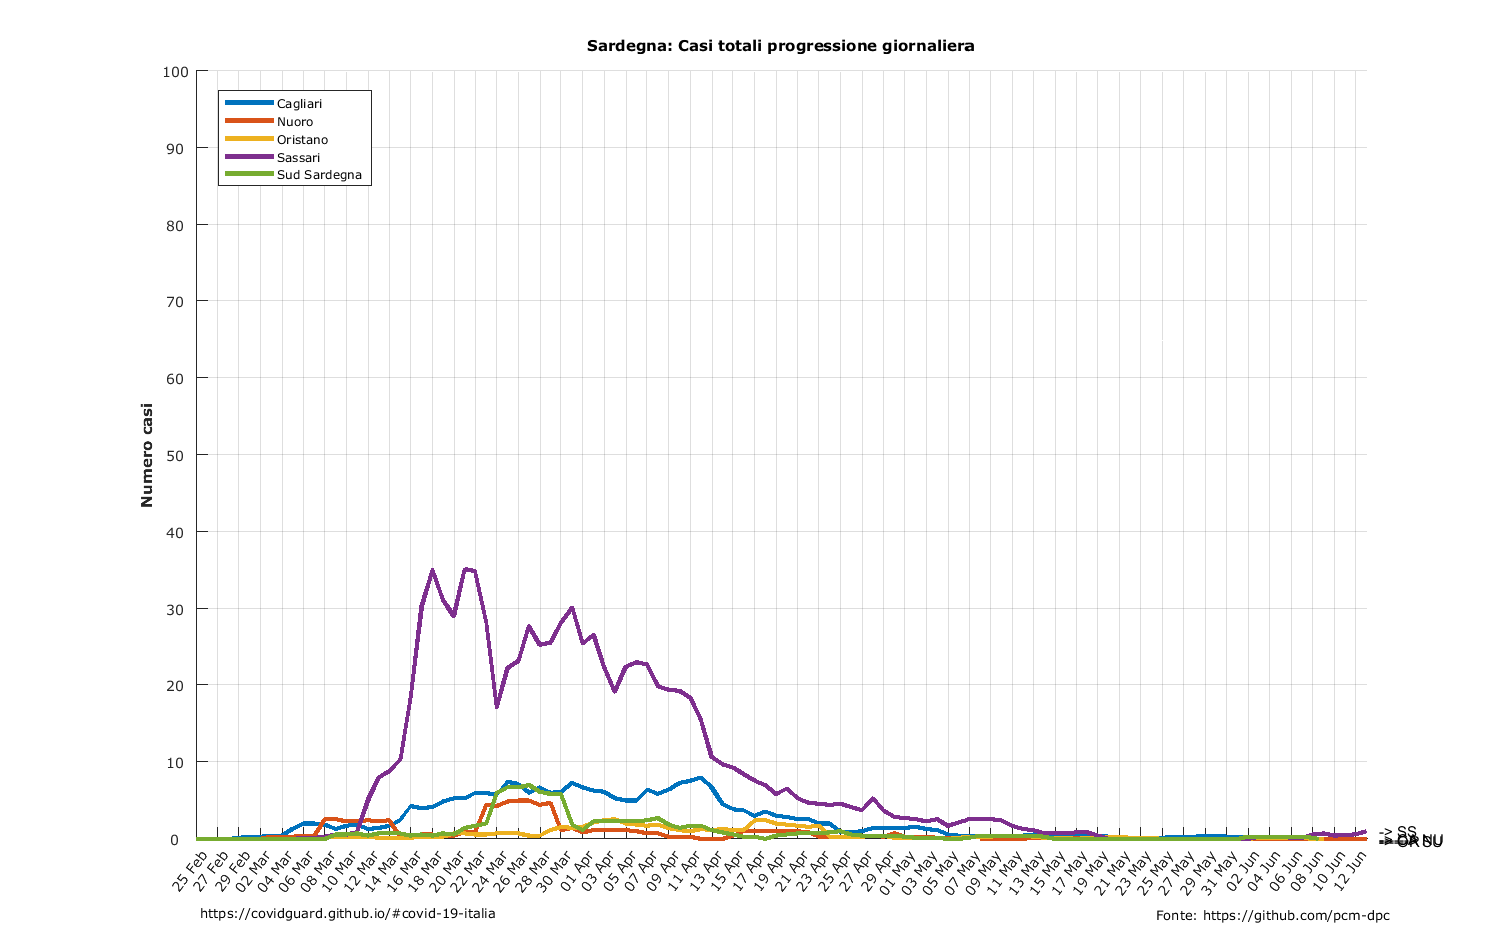 Sardegna: Casi totali progressione giornaliera
100
90
80
70
60
50
40
30
20
10
0
Numero casi
Cagliari
Nuoro
Oristano
Sassari
Sud Sardegna
25 Feb
27 Feb
29 Feb
02 Mar
04 Mar
06 Mar
08 Mar
10 Mar
12 Mar
14 Mar
16 Mar
18 Mar
20 Mar
22 Mar
24 Mar
26 Mar
28 Mar
30 Mar
01 Apr
03 Apr
05 Apr
07 Apr
09 Apr
11 Apr
13 Apr
15 Apr
17 Apr
19 Apr
21 Apr
23 Apr
25 Apr
27 Apr
29 Apr
01 May
03 May
05 May
07 May
09 May
11 May
13 May
15 May
17 May
19 May
21 May
23 May
25 May
27 May
29 May
31 May
02 Jun
04 Jun
06 Jun
08 Jun
10 Jun
12 Jun
-> SS
https://covidguard.github.io/#covid-19-italia
Fonte: https://github.com/pcm-dpc